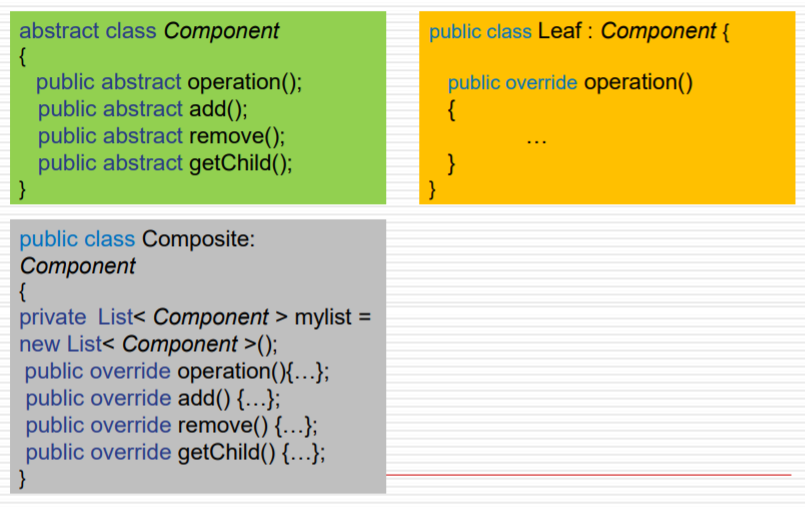 abstract class Component
{
public abstract operation();
public abstract add();
public abstract remove();
public abstract getChild();
}
public class Leaf : Component {
public override operation()
{
...
}
}
public class Composite:
Component
{
private List< Component > mylist =
new List< Component >();
public override operation(){...};
public override add() {...};
public override remove() {...};
public override getChild() {...};
}